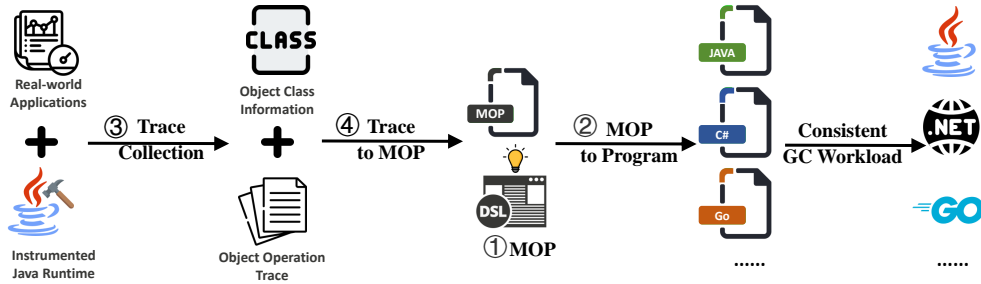 Real-world
Applications
Instrumented
Java Runtime
③ Trace
Collection
CLASS
Object Class
Information
Object Operation
Trace
④ Trace
to MOP
MOP
DSL
①MOP
② MOP
to Program
JAVA
C#
Go
......
Consistent
GC Workload
.NET
GO
......